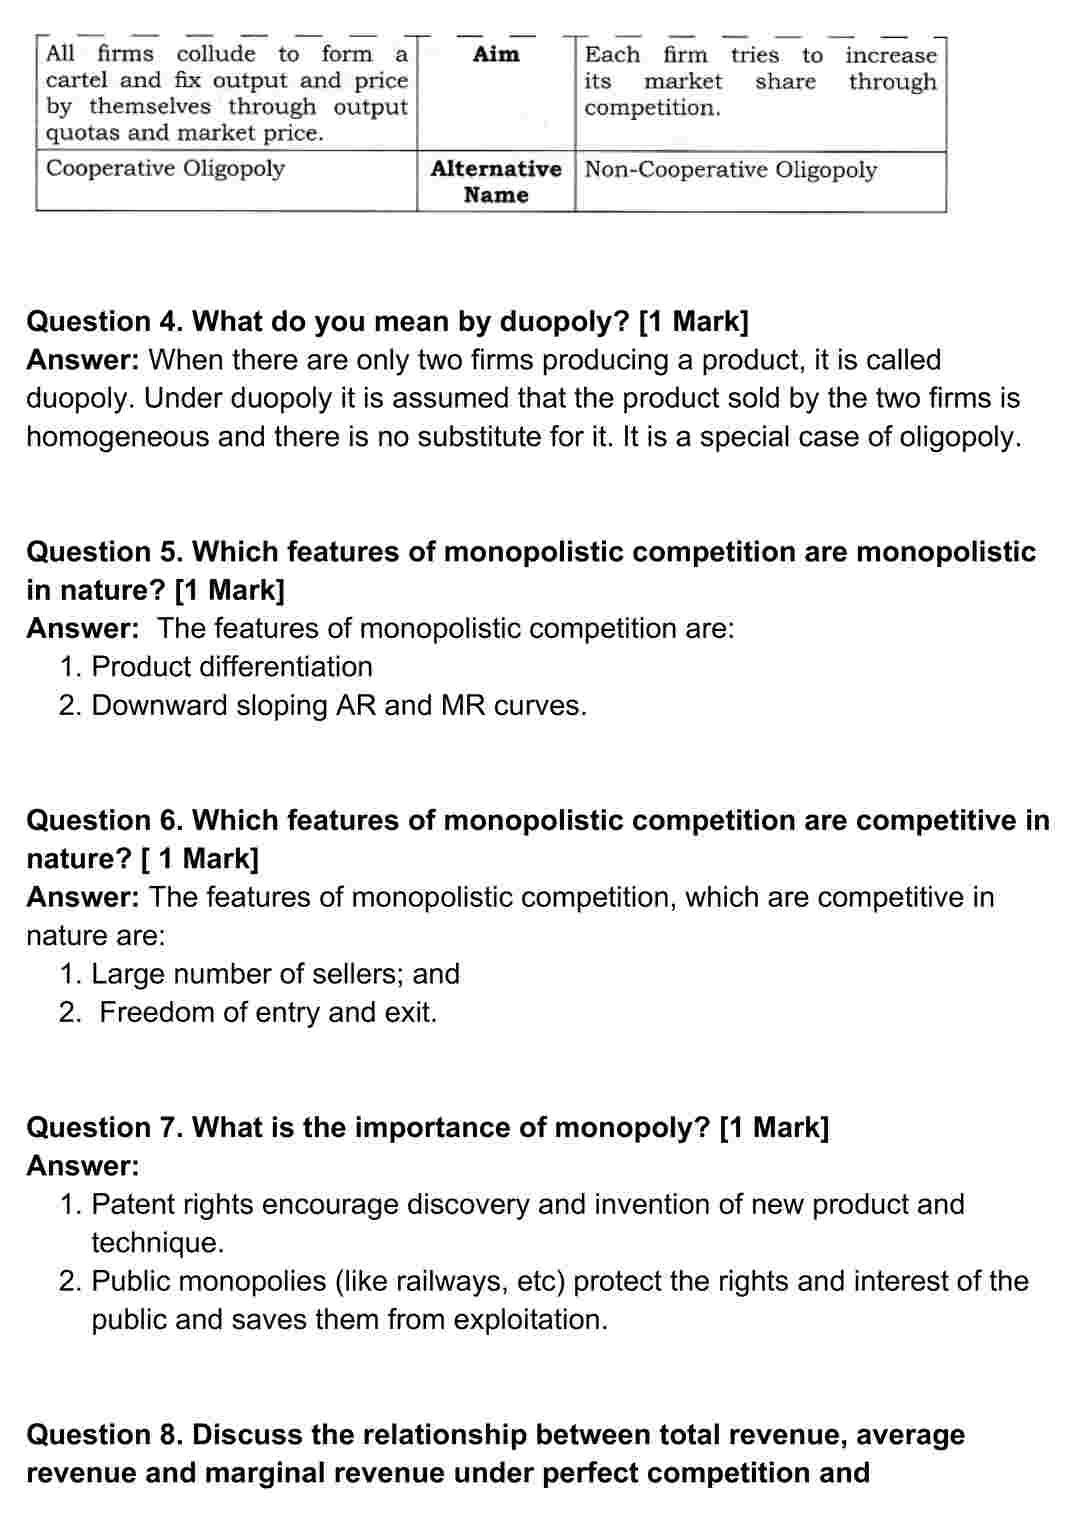 All firms collude to form a
cartel and fix output and price
by themselves through output
quotas and market price.
Aim
Each firm tries to increase
its market share through
competition.
Cooperative Oligopoly
Alternative
Name
Non-Cooperative Oligopoly
Question 4. What do you mean by duopoly? [1 Mark]
Answer: When there are only two firms producing a product, it is called
duopoly. Under duopoly it is assumed that the product sold by the two firms is
homogeneous and there is no substitute for it. It is a special case of oligopoly.
Question 5. Which features of monopolistic competition are monopolistic
in nature? [1 Mark]
Answer:  The features of monopolistic competition are:
1. Product differentiation
2. Downward sloping AR and MR curves.
Question 6. Which features of monopolistic competition are competitive in
nature? [ 1 Mark]
Answer: The features of monopolistic competition, which are competitive in
nature are:
1. Large number of sellers; and
2.  Freedom of entry and exit.
Question 7. What is the importance of monopoly? [1 Mark]
Answer:
1. Patent rights encourage discovery and invention of new product and
technique.
2. Public monopolies (like railways, etc) protect the rights and interest of the
public and saves them from exploitation.
Question 8. Discuss the relationship between total revenue, average
revenue and marginal revenue under perfect competition and